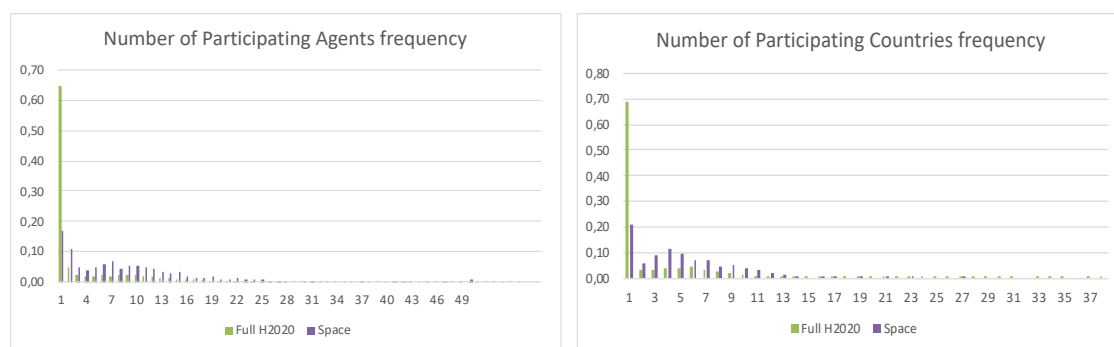 Number of Participating Agents frequency
0,70
0,60
0,50
0,40
0,30
0,20
0,10
0,00
1 4 7 10 13 16 19 22 25 28 31 34 37 40 43 46 49
Full H2020 Space
Number of Participating Countries frequency
0,80
0,70
0,60
0,50
0,40
0,30
0,20
0,10
0,00
1 3 5 7 9 11 13 15 17 19 21 23 25 27 29 31 33 35 37
Full H2020 Space